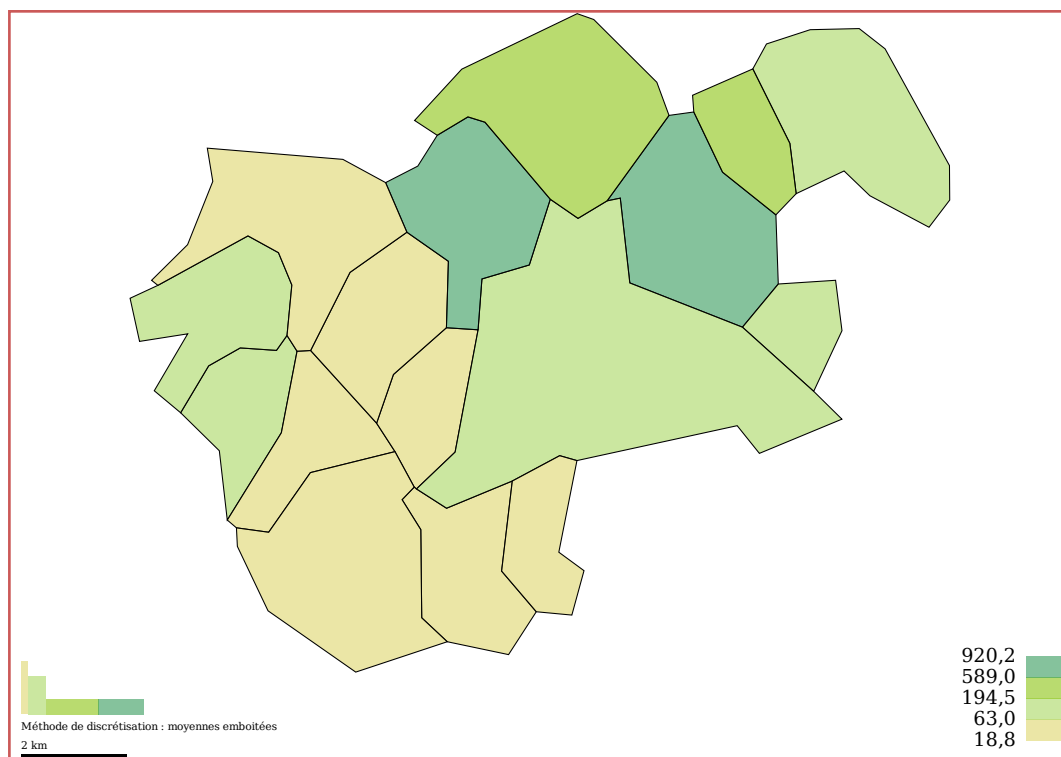 920,2
589,0
194,5
63,0
18,8
Méthode de discrétisation : moyennes emboitées
2 km